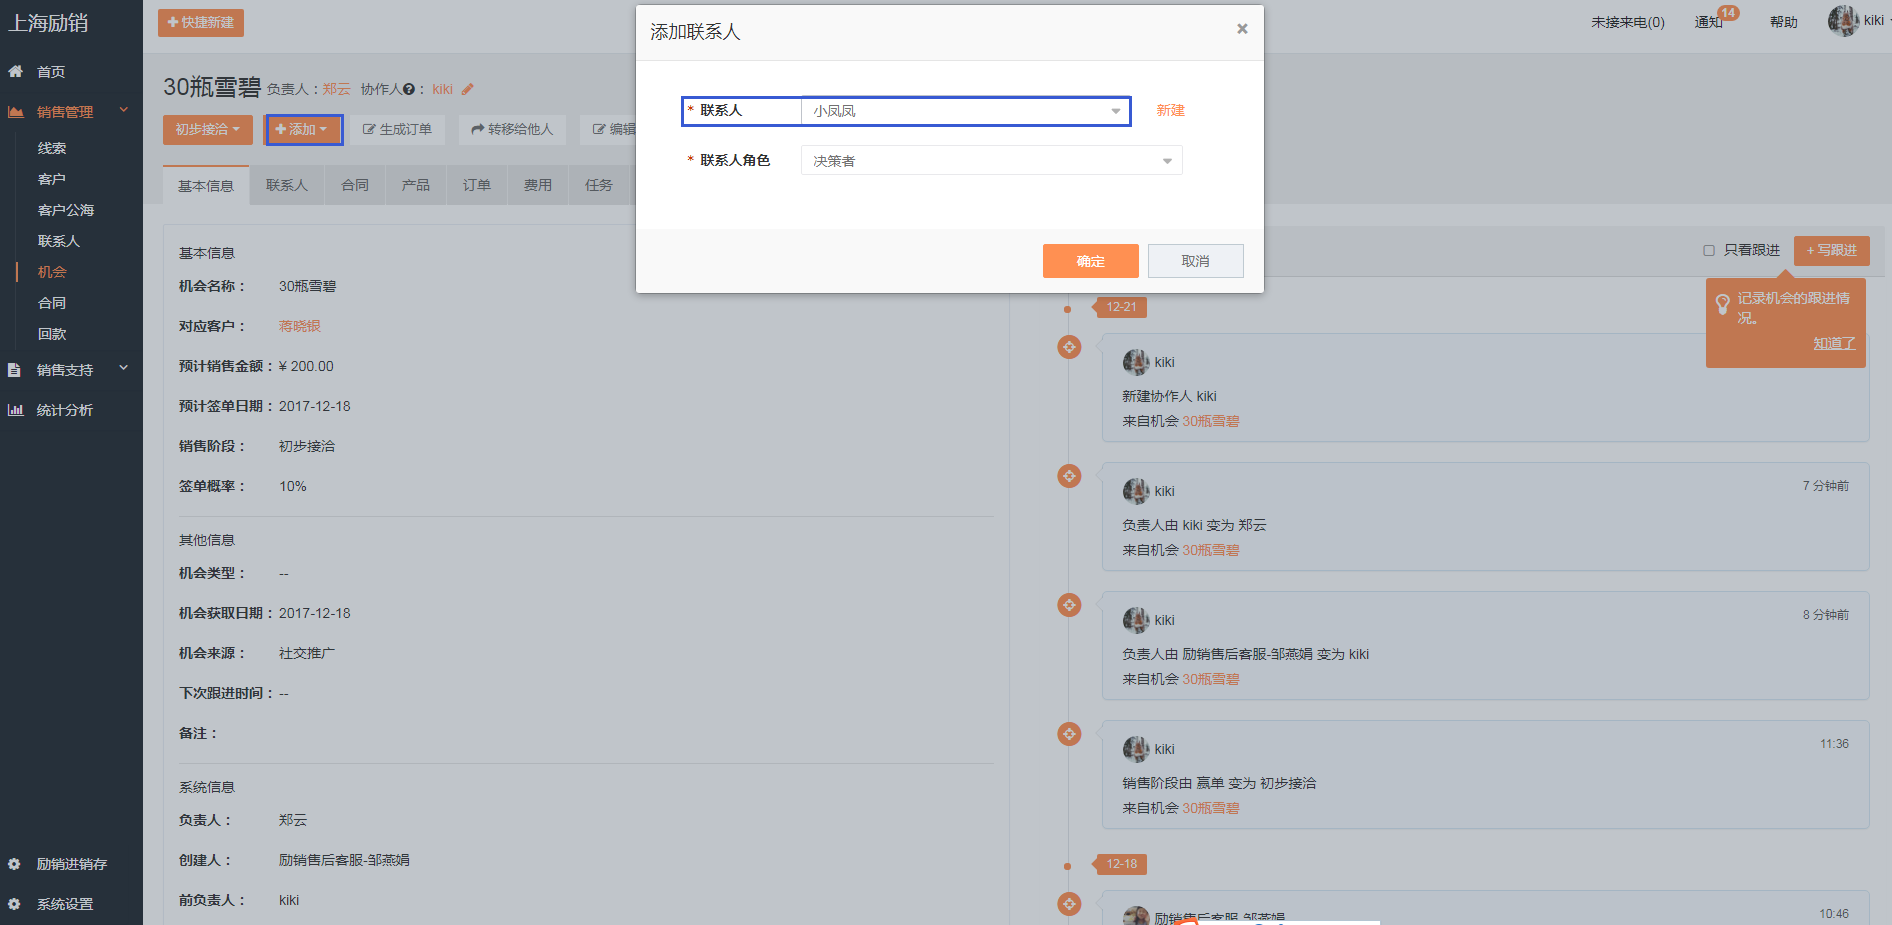 上海励销
快捷新建
未接来电(0)
通知
14
帮助
kiki
首页
销售管理
线索
客户
客户公海
联系人
机会
合同
回款
销售支持
统计分析
励销进销存
系统设置
30瓶雪碧 负责人：郑云 协作人 ： kiki
初步接洽
添加
生成订单
转移给他人
编辑
基本信息
联系人
合同
产品
订单
费用
任务
添加联系人
×
* 联系人
小凤凤
新建
* 联系人角色
决策者
确定
取消
基本信息
机会名称： 30瓶雪碧
对应客户： 蒋晓银
预计销售金额： ¥ 200.00
预计签单日期： 2017-12-18
销售阶段： 初步接洽
签单概率： 10%
其他信息
机会类型： --
机会获取日期： 2017-12-18
机会来源： 社交推广
下次跟进时间： --
备注：
系统信息
负责人： 郑云
创建人： 励销售后客服-邹燕娟
前负责人： kiki
只看跟进
+ 写跟进
记录机会的跟进情
况。
知道了
12-21
kiki
新建协作人 kiki
来自机会 30瓶雪碧
kiki
7 分钟前
负责人由 kiki 变为 郑云
来自机会 30瓶雪碧
kiki
8 分钟前
负责人由 励销售后客服-邹燕娟 变为 kiki
来自机会 30瓶雪碧
kiki
11:36
销售阶段由 赢单 变为 初步接洽
来自机会 30瓶雪碧
12-18
励销售后客服-邹燕娟
10:46